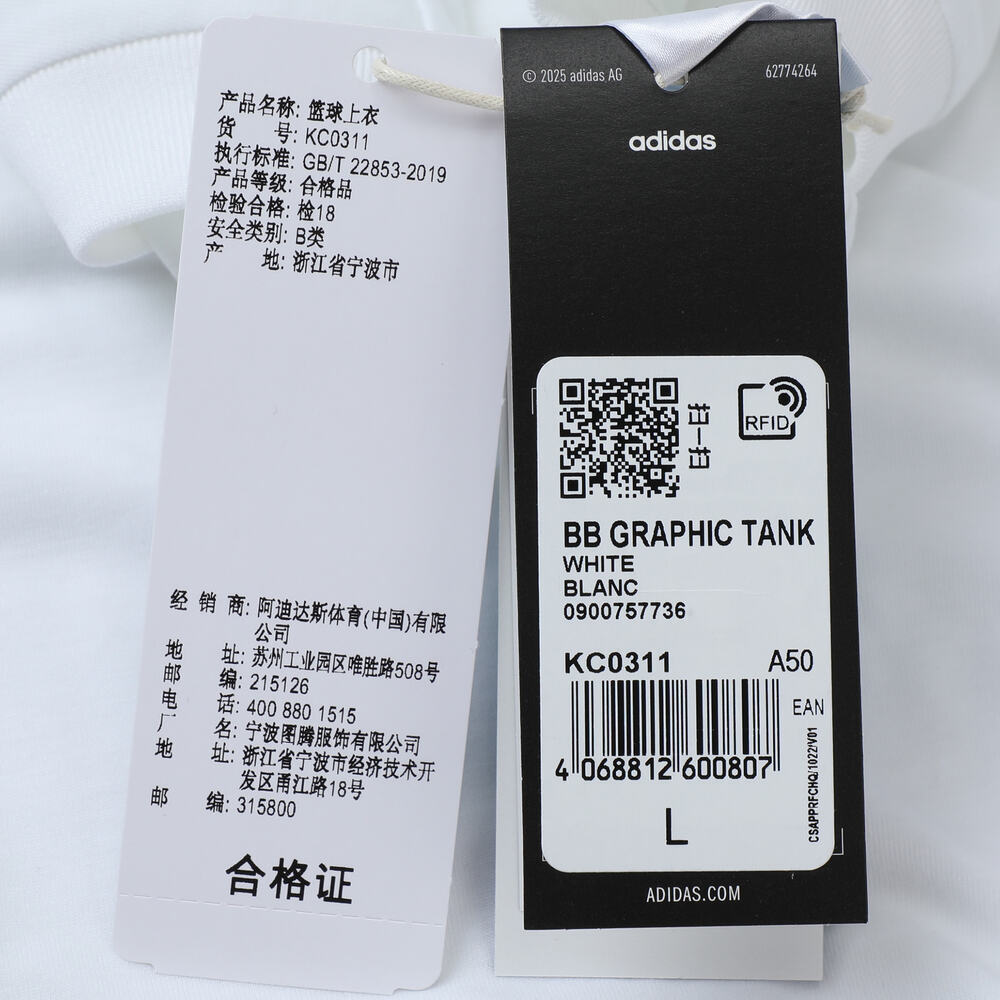 产品名称: 篮球上衣
货 号: KC0311
执行标准: GB/T 22853-2019
产品等级: 合格品
检验合格: 检18
安全类别: B类
产 地: 浙江省宁波市
经 销 商: 阿迪达斯体育(中国)有限
公司
地 址: 苏州工业园区唯胜路508号
邮 编: 215126
电 话: 400 880 1515
厂 名: 宁波图腾服饰有限公司
地 址: 浙江省宁波市经济技术开
发区甬江路18号
邮 编: 315800
合格证
© 2025 adidas AG
62774264
adidas
扫一扫
RFID
BB GRAPHIC TANK
WHITE
BLANC
0900757736
KC0311 A50
EAN
4 068812 600807
CSAPPRFCHQ/1022/V01
L
ADIDAS.COM